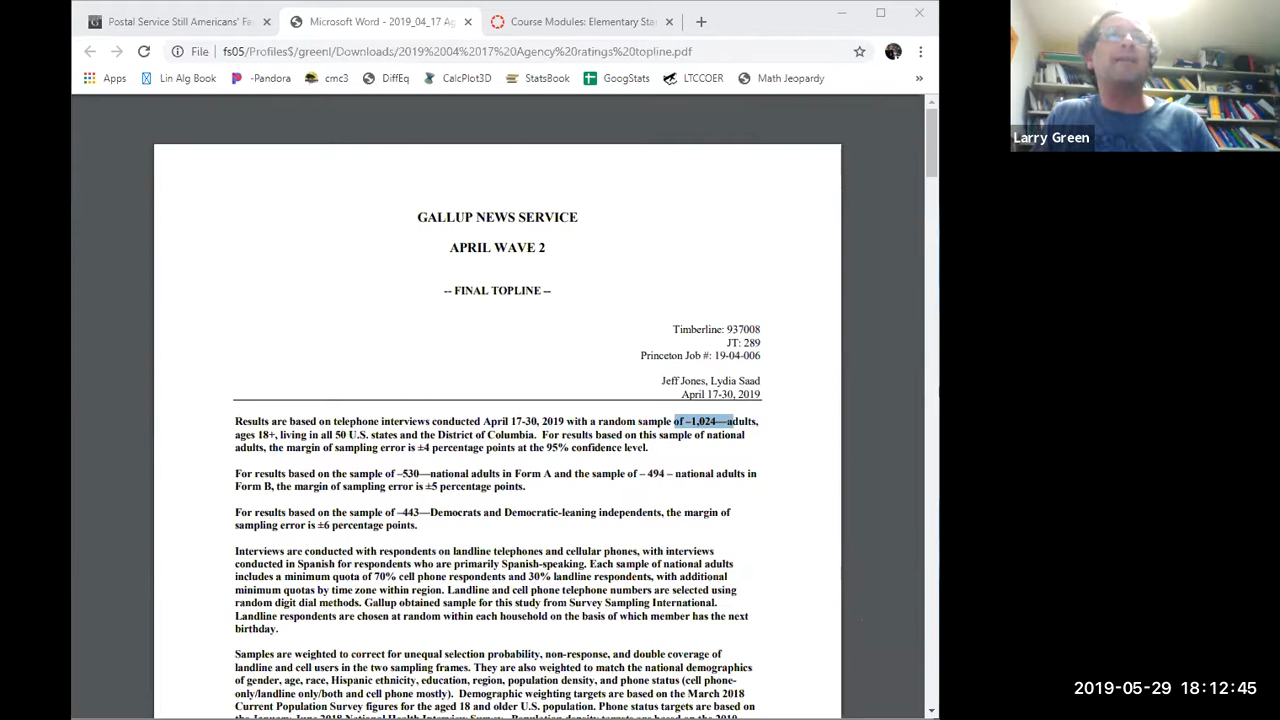 Postal Service Still Americans' Fa
Microsoft Word - 2019_04_17 Ag
Course Modules: Elementary Sta
File
fs05/Profiles$/greenl/Downloads/2019%2004%2017%20Agency%20ratings%20topline.pdf
Apps
Lin Alg Book
-Pandora
cmc3
DiffEq
CalcPlot3D
StatsBook
GoogStats
LTCCOER
Math Jeopardy
»
Larry Green
GALLUP NEWS SERVICE
APRIL WAVE 2
-- FINAL TOPLINE --
Timberline: 937008
JT: 289
Princeton Job #: 19-04-006
Jeff Jones, Lydia Saad
April 17-30, 2019
Results are based on telephone interviews conducted April 17-30, 2019 with a random sample of –1,024—adults,
ages 18+, living in all 50 U.S. states and the District of Columbia. For results based on this sample of national
adults, the margin of sampling error is ±4 percentage points at the 95% confidence level.
For results based on the sample of –530—national adults in Form A and the sample of – 494 – national adults in
Form B, the margin of sampling error is ±5 percentage points.
For results based on the sample of –443—Democrats and Democratic-leaning independents, the margin of
sampling error is ±6 percentage points.
Interviews are conducted with respondents on landline telephones and cellular phones, with interviews
conducted in Spanish for respondents who are primarily Spanish-speaking. Each sample of national adults
includes a minimum quota of 70% cell phone respondents and 30% landline respondents, with additional
minimum quotas by time zone within region. Landline and cell phone telephone numbers are selected using
random digit dial methods. Gallup obtained sample for this study from Survey Sampling International.
Landline respondents are chosen at random within each household on the basis of which member has the next
birthday.
Samples are weighted to correct for unequal selection probability, non-response, and double coverage of
landline and cell users in the two sampling frames. They are also weighted to match the national demographics
of gender, age, race, Hispanic ethnicity, education, region, population density, and phone status (cell phone-
only/landline only/both and cell phone mostly). Demographic weighting targets are based on the March 2018
Current Population Survey figures for the aged 18 and older U.S. population. Phone status targets are based on
2019-05-29 18:12:45